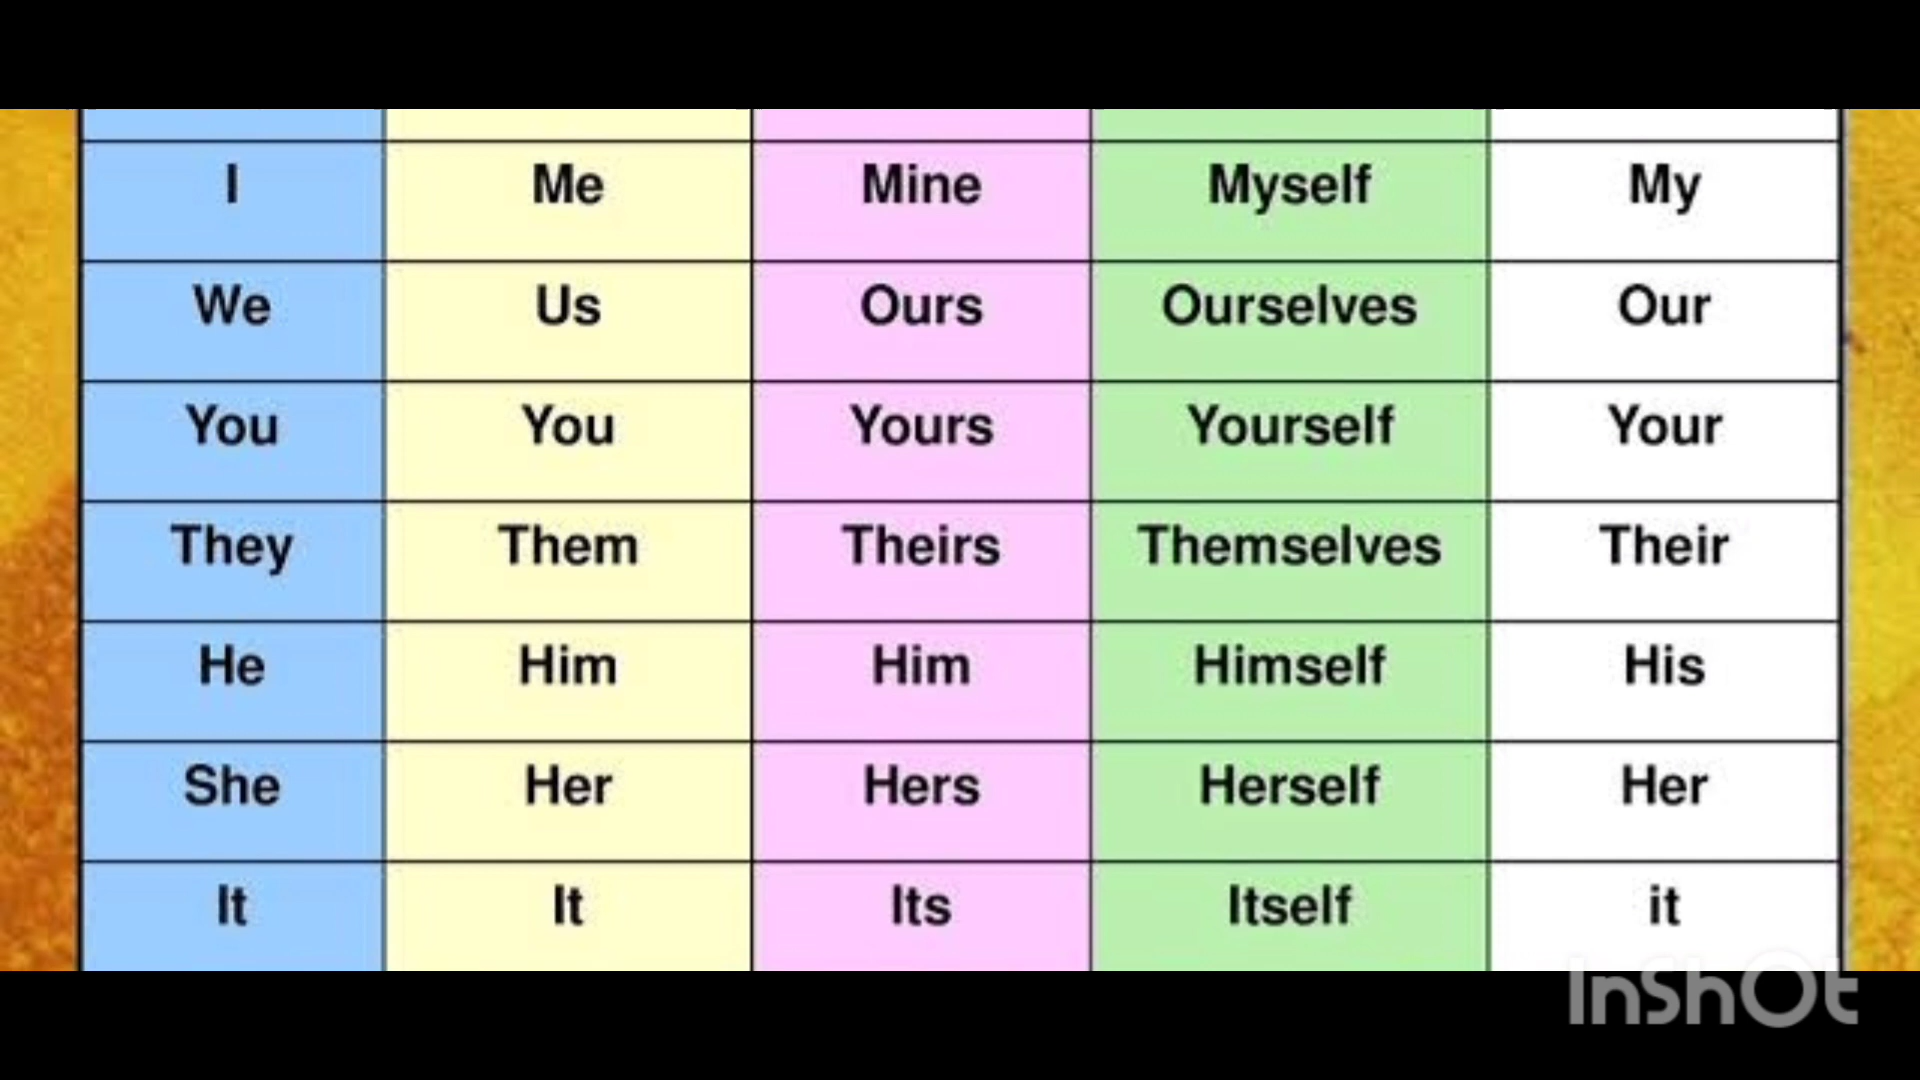 I Me Mine Myself My
We Us Ours Ourselves Our
You You Yours Yourself Your
They Them Theirs Themselves Their
He Him Him Himself His
She Her Hers Herself Her
It It Its Itself it
InShOt